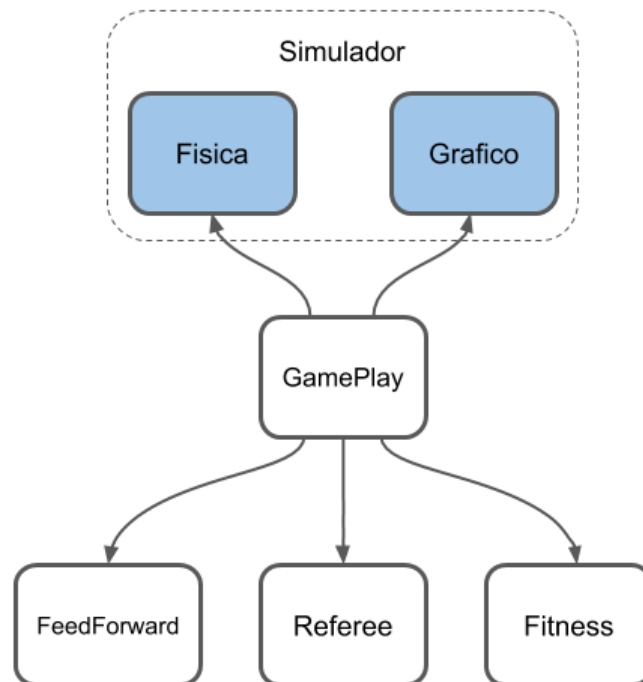 Simulador
Fisica
Grafico
GamePlay
FeedForward
Referee
Fitness